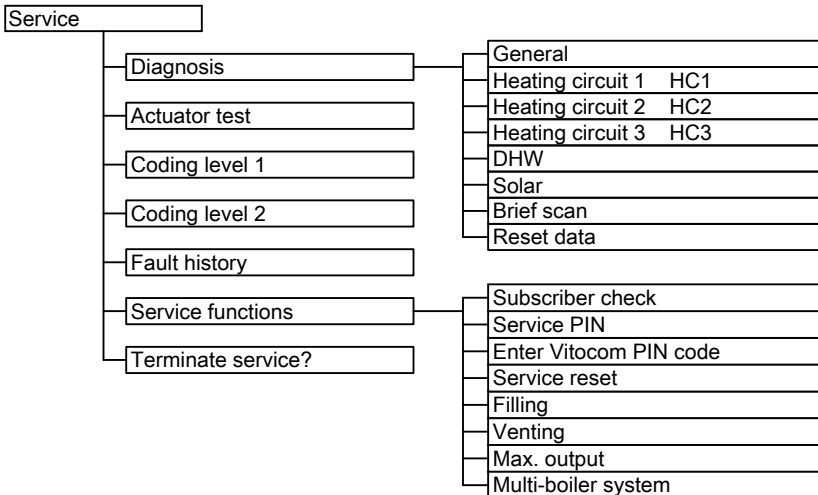 Service
Diagnosis
Actuator test
Coding level 1
Coding level 2
Fault history
Service functions
Terminate service?
General
Heating circuit 1 HC1
Heating circuit 2 HC2
Heating circuit 3 HC3
DHW
Solar
Brief scan
Reset data
Subscriber check
Service PIN
Enter Vitocom PIN code
Service reset
Filling
Venting
Max. output
Multi-boiler system